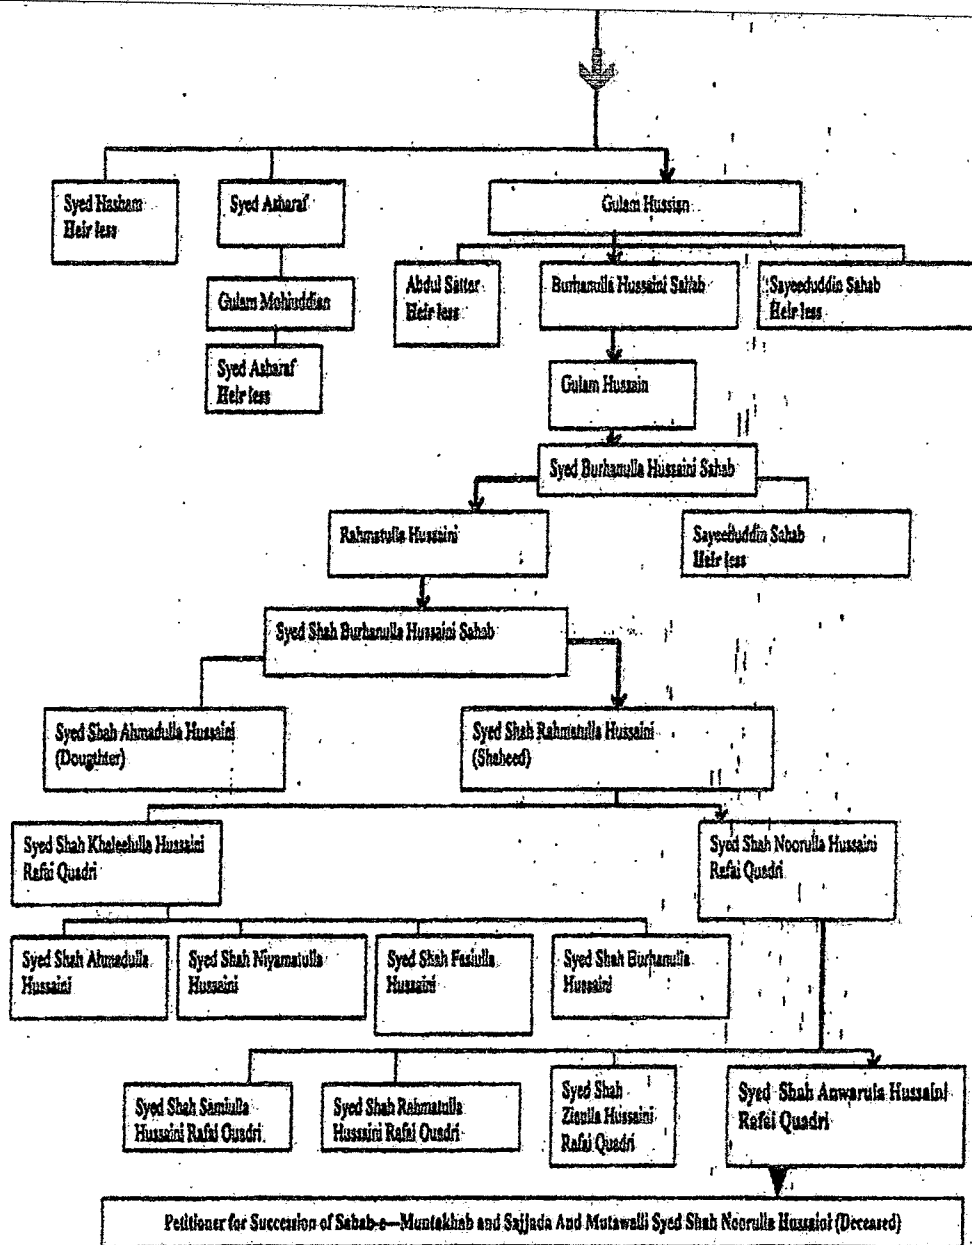 Syed Hasham
Heir less
Syed Asharaf
Gulam Hussian
Gulam Mohiuddian
Abdul Sattar
Heir less
Burhanulla Hussaini Sahab
Sayeeduddin Sahab
Heir less
Syed Asharaf
Heir less
Gulam Hussain
Syed Burhanulla Hussaini Sahab
Rahmatulla Hussaini
Sayeeduddin Sahab
Heir less
Syed Shah Burhanulla Hussaini Sahab
Syed Shah Ahmadulla Hussaini
(Dougthter)
Syed Shah Rahmatulla Hussaini
(Shaheed)
Syed Shah Khaleelulla Hussaini
Rafai Quadri
Syed Shah Noorulla Hussaini
Rafai Quadri
Syed Shah Ahmadulla
Hussaini
Syed Shah Niyamatulla
Hussaini
Syed Shah Fasiulla
Hussaini
Syed Shah Burhanulla
Hussaini
Syed Shah Samiulla
Hussaini Rafai Quadri
Syed Shah Rahmatulla
Hussaini Rafai Quadri
Syed Shah
Ziaulla Hussaini
Rafai Quadri
Syed Shah Anwarula Hussaini
Rafai Quadri
Petitioner for Succession of Sahab-e—Muntakhab and Sajjada And Mutawalli Syed Shah Noorulla Hussaini (Deceased)